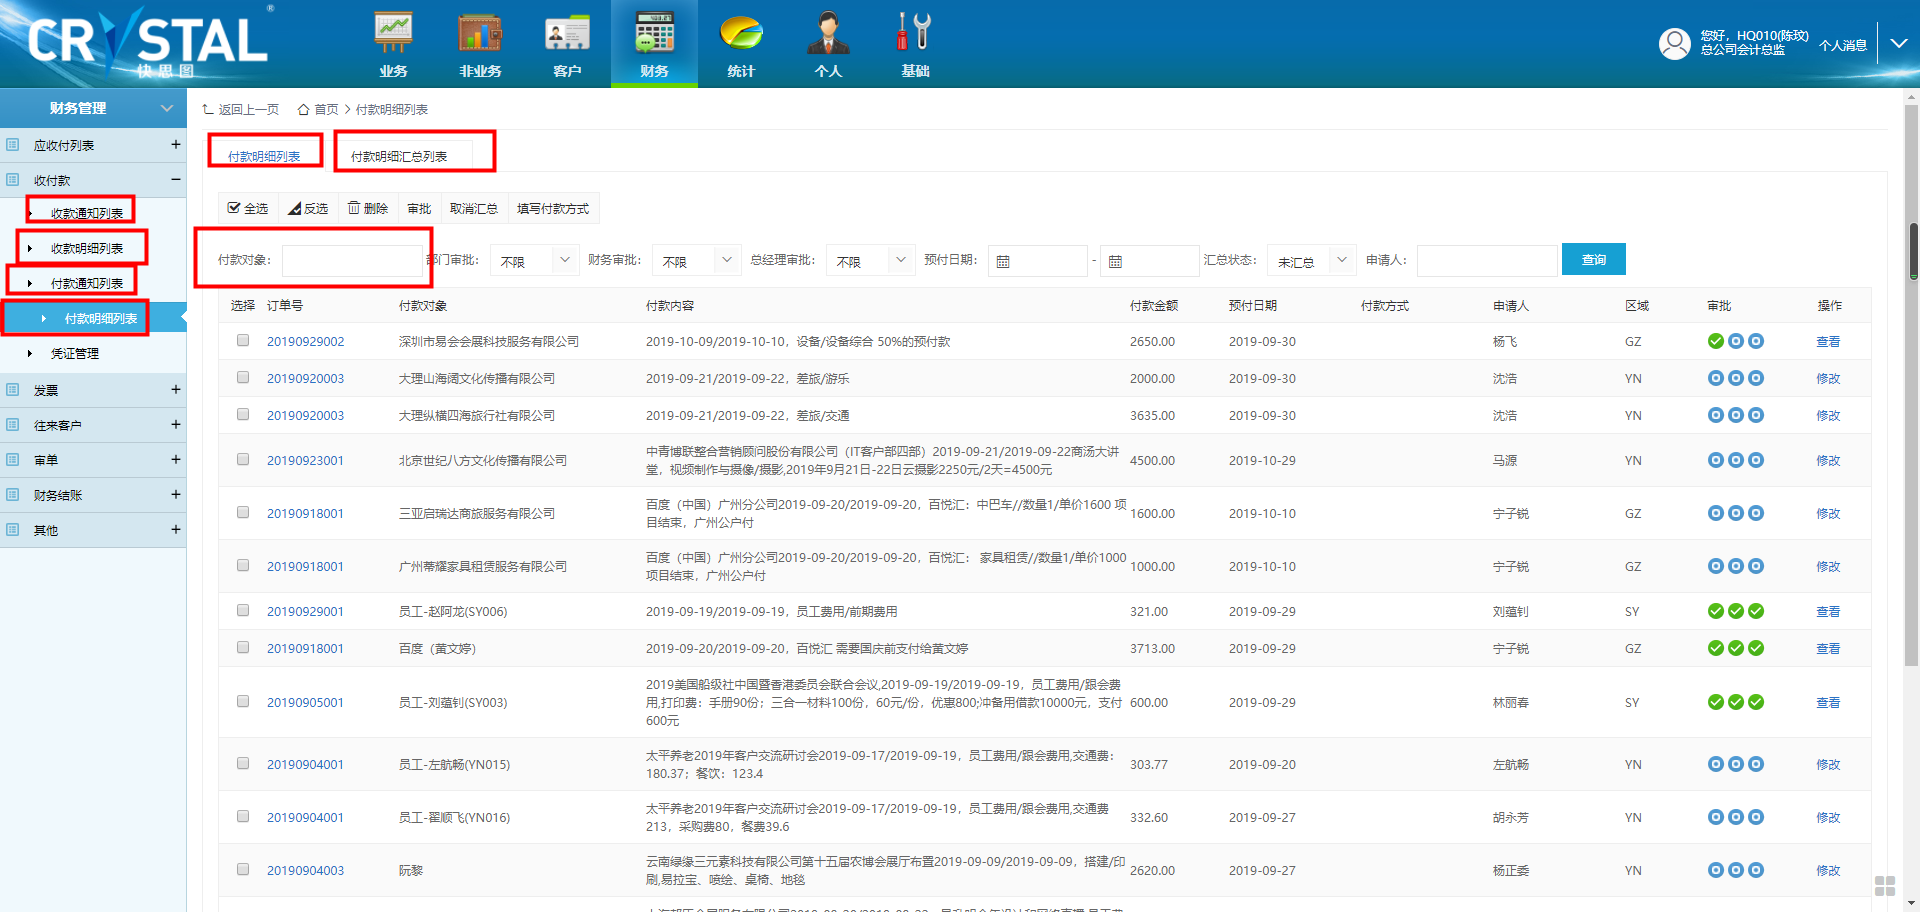 CRYSTAL ®
快思图
业务
非业务
客户
财务
统计
个人
基础
您好，HQ010(陈玟)
总公司会计总监
个人消息
财务管理
应收付列表 +
收付款 −
收款通知列表
收款明细列表
付款通知列表
付款明细列表
凭证管理
发票 +
往来客户 +
审单 +
财务结账 +
其他 +
返回上一页 首页 > 付款明细列表
付款明细列表 付款明细汇总列表
全选 反选 删除 审批 取消汇总 填写付款方式
付款对象： 部门审批： 不限 财务审批： 不限 总经理审批： 不限 预付日期： - 汇总状态： 未汇总 申请人： 查询
选择 订单号 付款对象 付款内容 付款金额 预付日期 付款方式 申请人 区域 审批 操作
20190929002 深圳市易会会展科技服务有限公司 2019-10-09/2019-10-10，设备/设备综合 50%的预付款 2650.00 2019-09-30 杨飞 GZ 查看
20190920003 大理山海阔文化传播有限公司 2019-09-21/2019-09-22，差旅/游乐 2000.00 2019-09-30 沈浩 YN 修改
20190920003 大理纵横四海旅行社有限公司 2019-09-21/2019-09-22，差旅/交通 3635.00 2019-09-30 沈浩 YN 修改
中青博联整合营销顾问股份有限公司（IT客户部四部）2019-09-21/2019-09-22商汤大讲
20190923001 北京世纪八方文化传播有限公司 堂，视频制作与摄像/摄影,2019年9月21日-22日云摄影2250元/2天=4500元 4500.00 2019-10-29 马源 YN 修改
百度（中国）广州分公司2019-09-20/2019-09-20，百悦汇：中巴车//数量1/单价1600 项
20190918001 三亚启瑞达商旅服务有限公司 目结束，广州公户付 1600.00 2019-10-10 宁子锐 GZ 修改
百度（中国）广州分公司2019-09-20/2019-09-20，百悦汇： 家具租赁//数量1/单价1000
20190918001 广州蒂耀家具租赁服务有限公司 项目结束，广州公户付 1000.00 2019-10-10 宁子锐 GZ 修改
20190929001 员工-赵阿龙(SY006) 2019-09-19/2019-09-19，员工费用/前期费用 321.00 2019-09-29 刘蕴钊 SY 查看
20190918001 百度（黄文婷） 2019-09-20/2019-09-20，百悦汇 需要国庆前支付给黄文婷 3713.00 2019-09-29 宁子锐 GZ 查看
2019美国船级社中国暨香港委员会联合会议,2019-09-19/2019-09-19，员工费用/跟会费
20190905001 员工-刘蕴钊(SY003) 用,打印费：手册90份；三合一材料100份，60元/份，优惠800;冲备用借款10000元，支付 600.00 2019-09-29 林丽春 SY 查看
600元
太平养老2019年客户交流研讨会2019-09-17/2019-09-19，员工费用/跟会费用,交通费：
20190904001 员工-左航畅(YN015) 180.37；餐饮：123.4 303.77 2019-09-20 左航畅 YN 修改
太平养老2019年客户交流研讨会2019-09-17/2019-09-19，员工费用/跟会费用,交通费
20190904001 员工-翟顺飞(YN016) 213，采购费80，餐费39.6 332.60 2019-09-27 胡永芳 YN 修改
云南绿缘三元素科技有限公司第十五届农博会展厅布置2019-09-09/2019-09-09，搭建/印
20190904003 阮黎 刷,易拉宝、喷绘、桌椅、地毯 2620.00 2019-09-27 杨正委 YN 修改